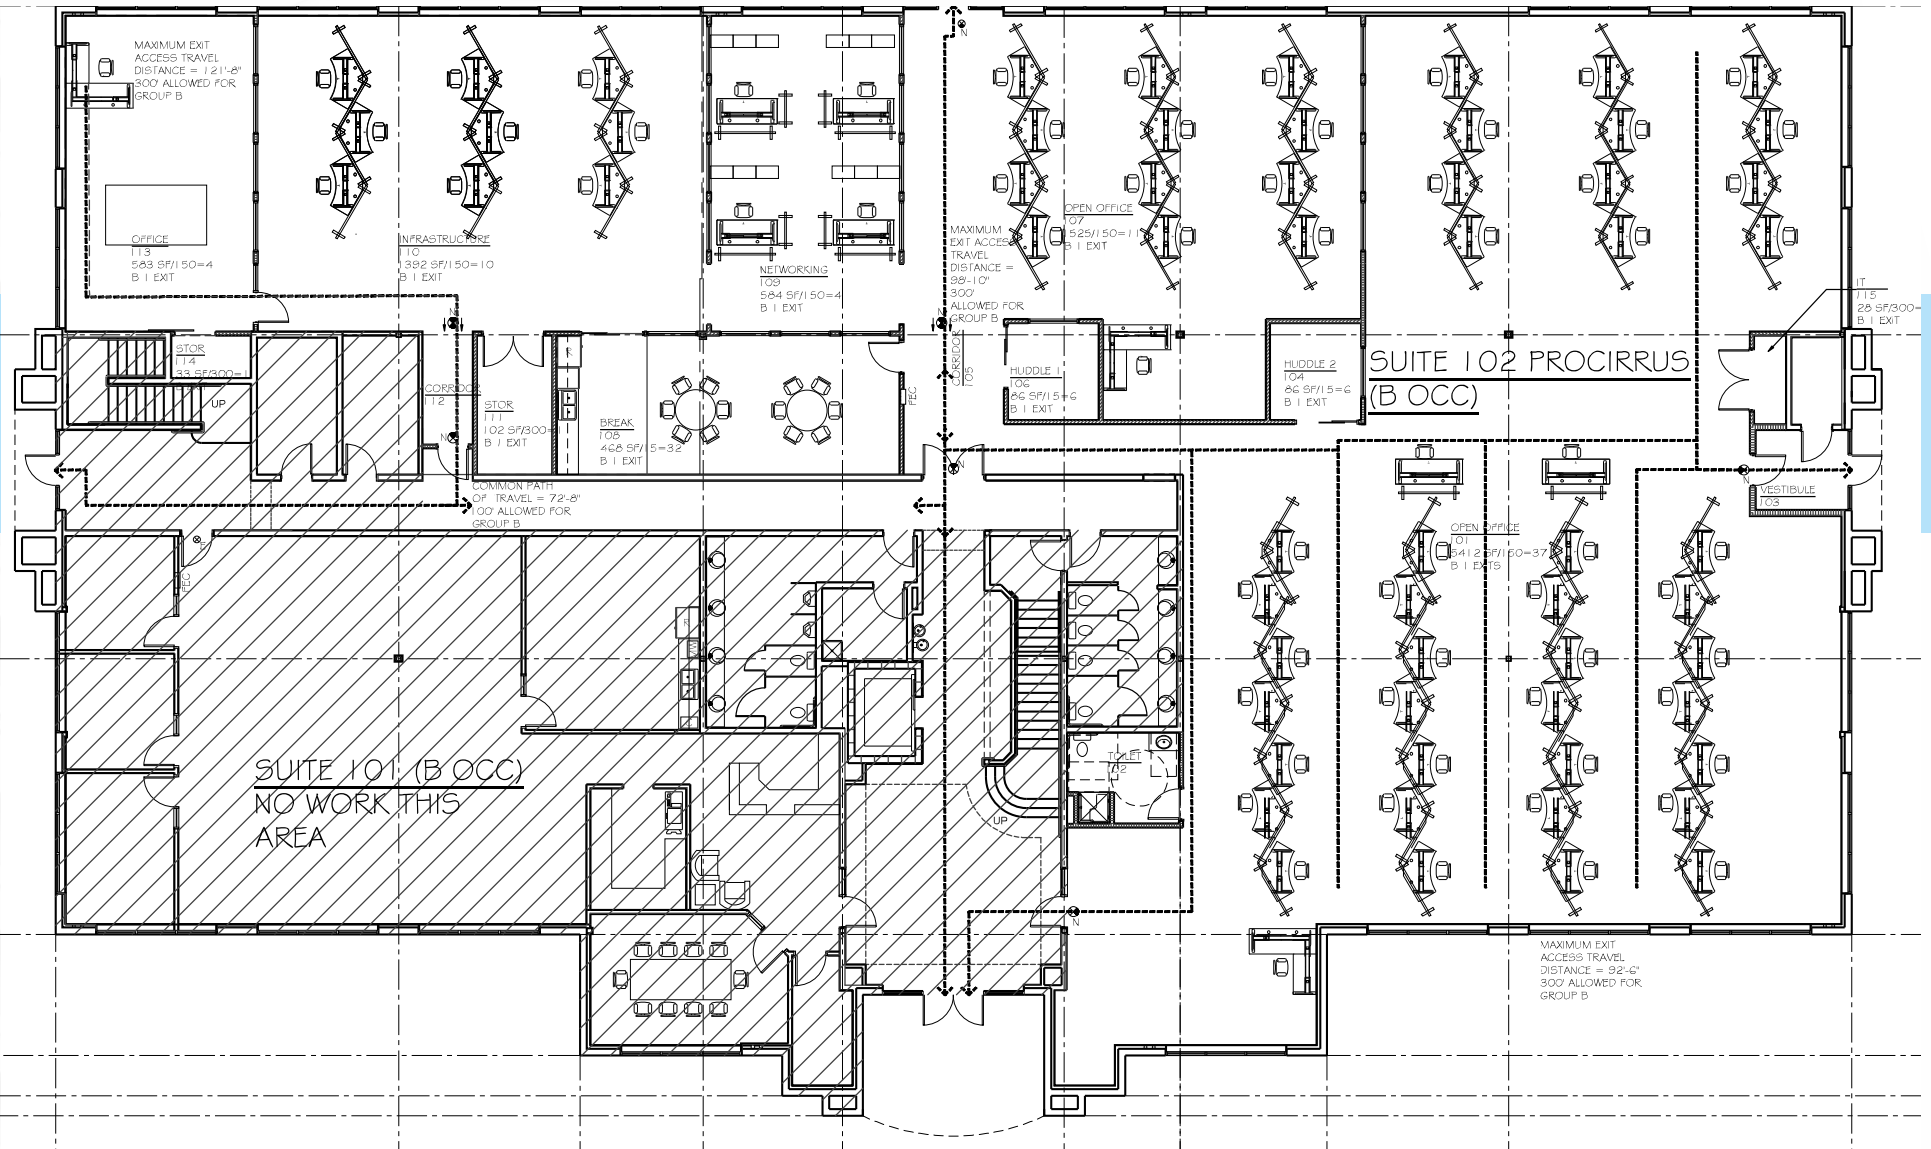 MAXIMUM EXIT
ACCESS TRAVEL
DISTANCE = 121'-8"
300' ALLOWED FOR
GROUP B
OFFICE
113
583 SF/150=4
B 1 EXIT
INFRASTRUCTURE
110
1392 SF/150=10
B 1 EXIT
NETWORKING
109
584 SF/150=4
B 1 EXIT
N
MAXIMUM
EXIT ACCESS
TRAVEL
DISTANCE =
98'-10"
300'
ALLOWED FOR
GROUP B
OPEN OFFICE
107
1525/150=11
B 1 EXIT
IT
115
28 SF/300=
B 1 EXIT
STOR
114
33 SF/300=1
UP
CORRIDOR
112
N
N
STOR
111
102 SF/300=
B 1 EXIT
R
BREAK
108
468 SF/15=32
B 1 EXIT
FEC
N
CORRIDOR
105
HUDDLE 1
106
86 SF/15=6
B 1 EXIT
HUDDLE 2
104
86 SF/15=6
B 1 EXIT
SUITE 102 PROCIRRUS
(B OCC)
N
COMMON PATH
OF TRAVEL = 72'-8"
100' ALLOWED FOR
GROUP B
N
VESTIBULE
103
OPEN OFFICE
101
5412 SF/150=37
B 1 EXITS
E
FEC
R
SUITE 101 (B OCC)
NO WORK THIS
AREA
TOILET
102
UP
N
MAXIMUM EXIT
ACCESS TRAVEL
DISTANCE = 92'-6"
300' ALLOWED FOR
GROUP B